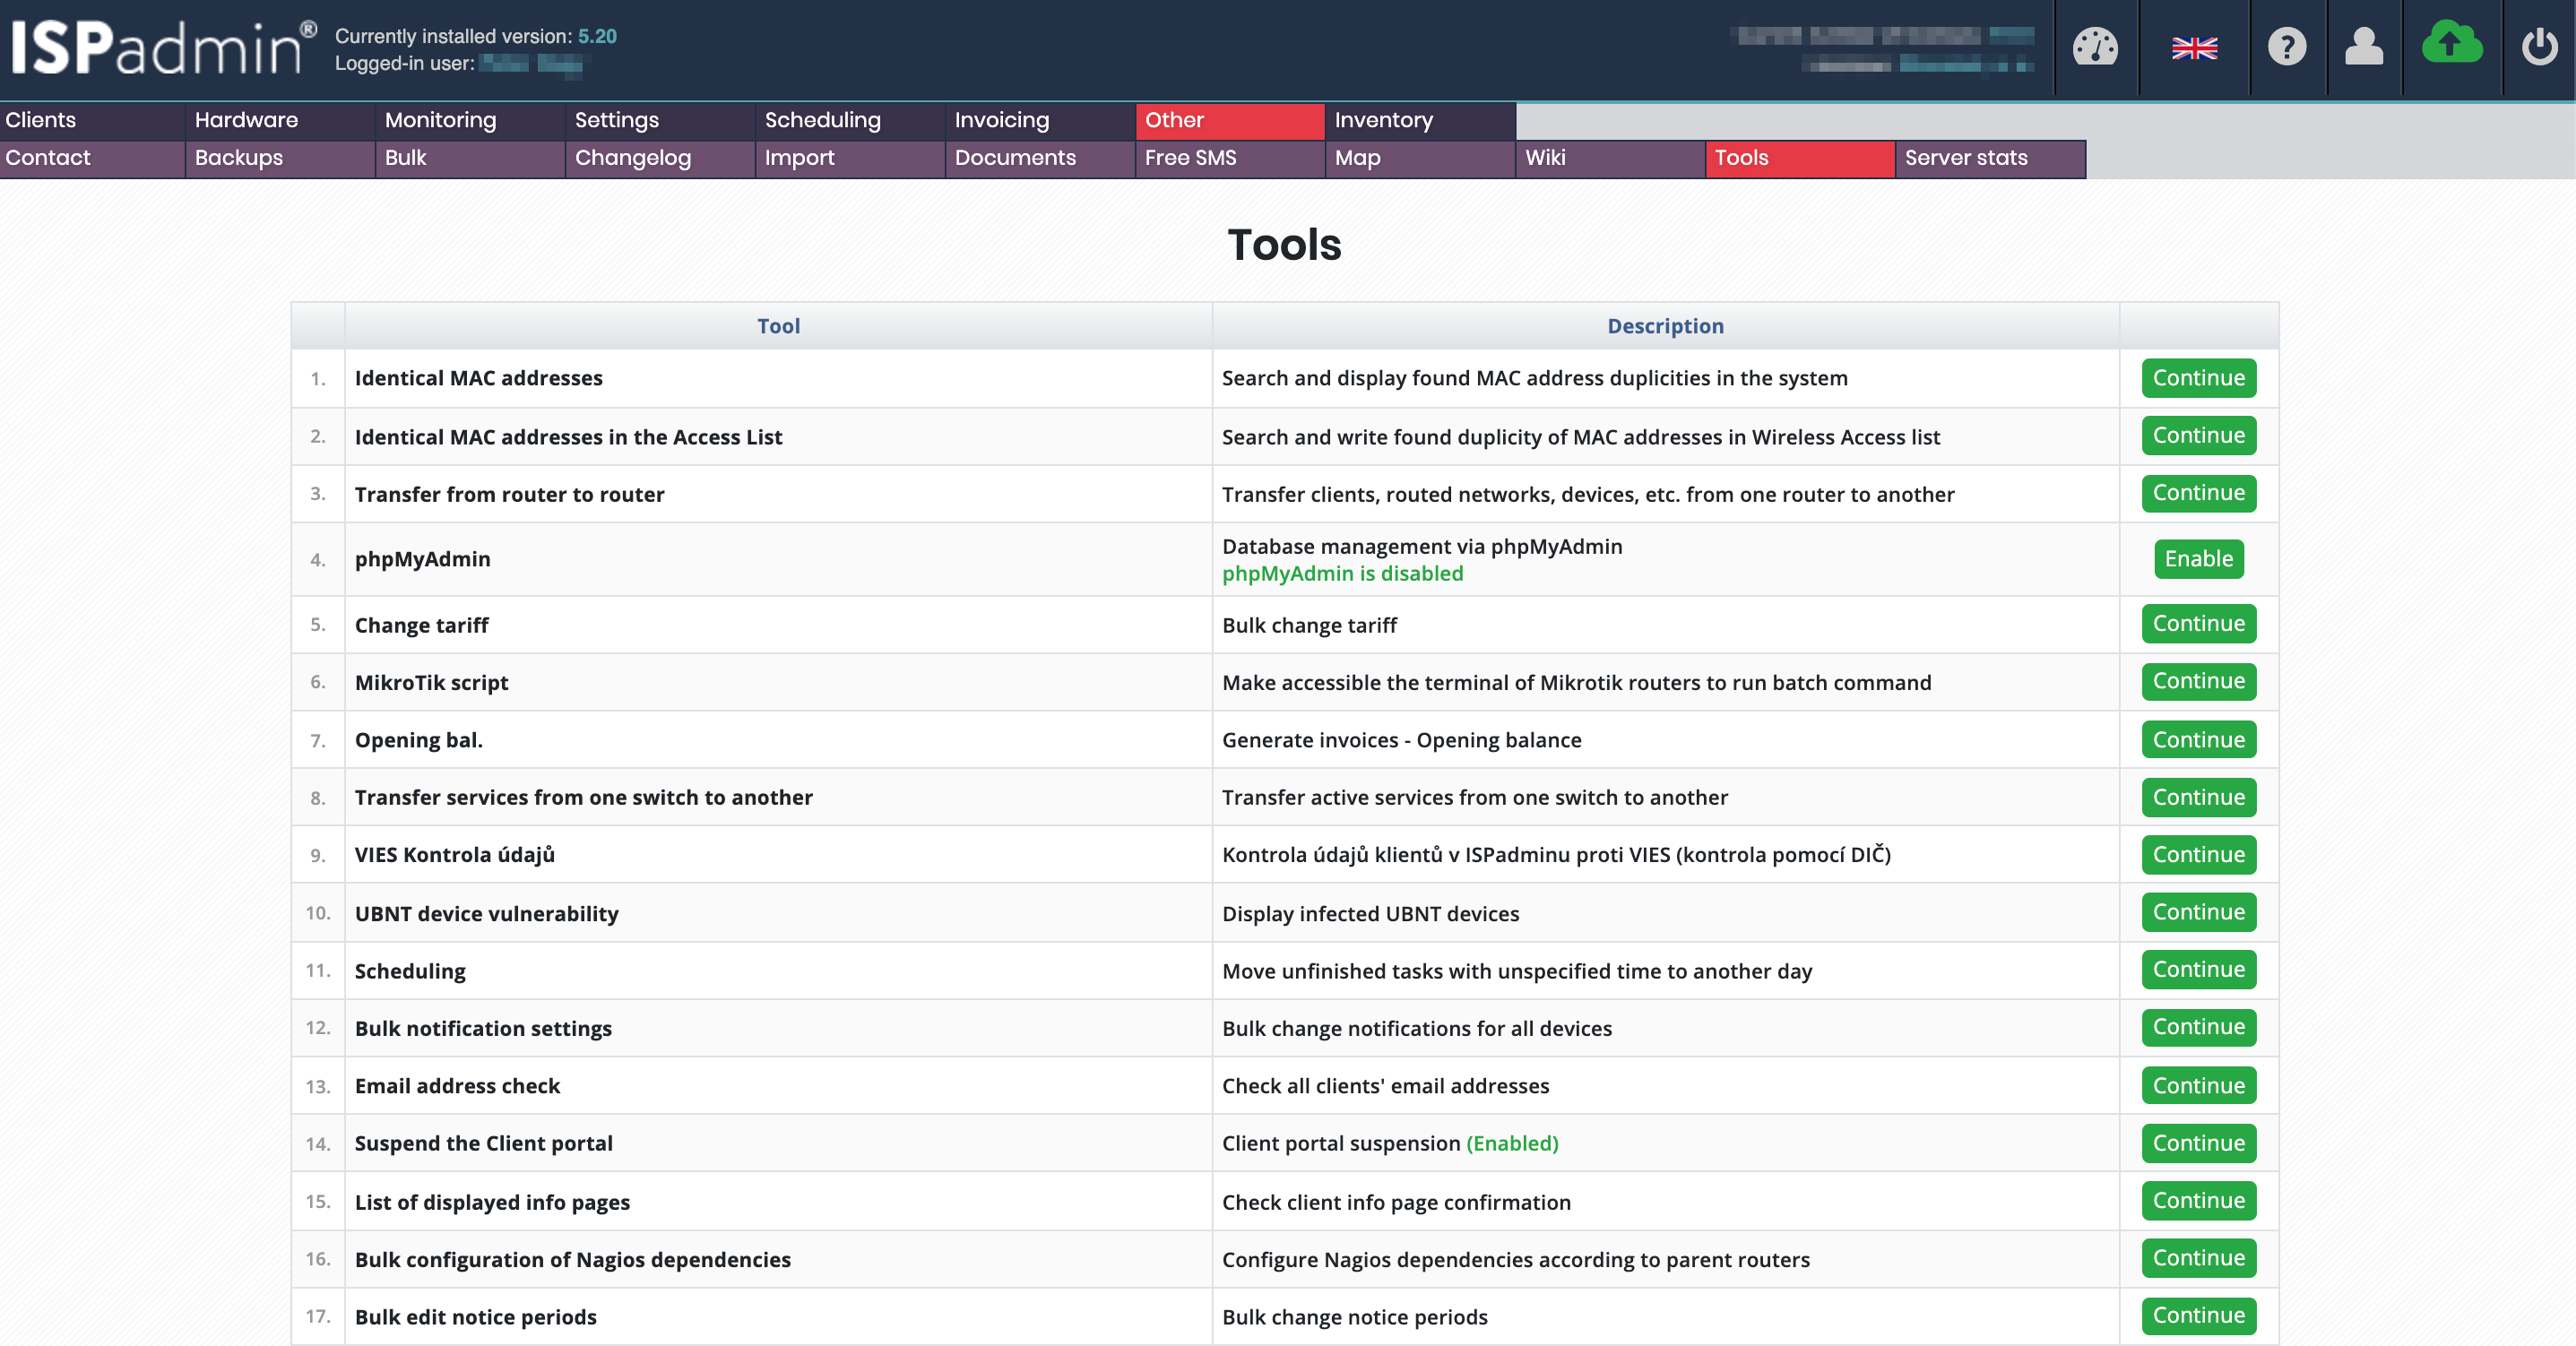 ISPadmin®
Currently installed version: 5.20
Logged-in user:
Clients Hardware Monitoring Settings Scheduling Invoicing Other Inventory
Contact Backups Bulk Changelog Import Documents Free SMS Map Wiki Tools Server stats
Tools
Tool Description
1. Identical MAC addresses Search and display found MAC address duplicities in the system Continue
2. Identical MAC addresses in the Access List Search and write found duplicity of MAC addresses in Wireless Access list Continue
3. Transfer from router to router Transfer clients, routed networks, devices, etc. from one router to another Continue
4. phpMyAdmin Database management via phpMyAdmin Enable
phpMyAdmin is disabled
5. Change tariff Bulk change tariff Continue
6. MikroTik script Make accessible the terminal of Mikrotik routers to run batch command Continue
7. Opening bal. Generate invoices - Opening balance Continue
8. Transfer services from one switch to another Transfer active services from one switch to another Continue
9. VIES Kontrola údajů Kontrola údajů klientů v ISPadminu proti VIES (kontrola pomocí DIČ) Continue
10. UBNT device vulnerability Display infected UBNT devices Continue
11. Scheduling Move unfinished tasks with unspecified time to another day Continue
12. Bulk notification settings Bulk change notifications for all devices Continue
13. Email address check Check all clients' email addresses Continue
14. Suspend the Client portal Client portal suspension (Enabled) Continue
15. List of displayed info pages Check client info page confirmation Continue
16. Bulk configuration of Nagios dependencies Configure Nagios dependencies according to parent routers Continue
17. Bulk edit notice periods Bulk change notice periods Continue